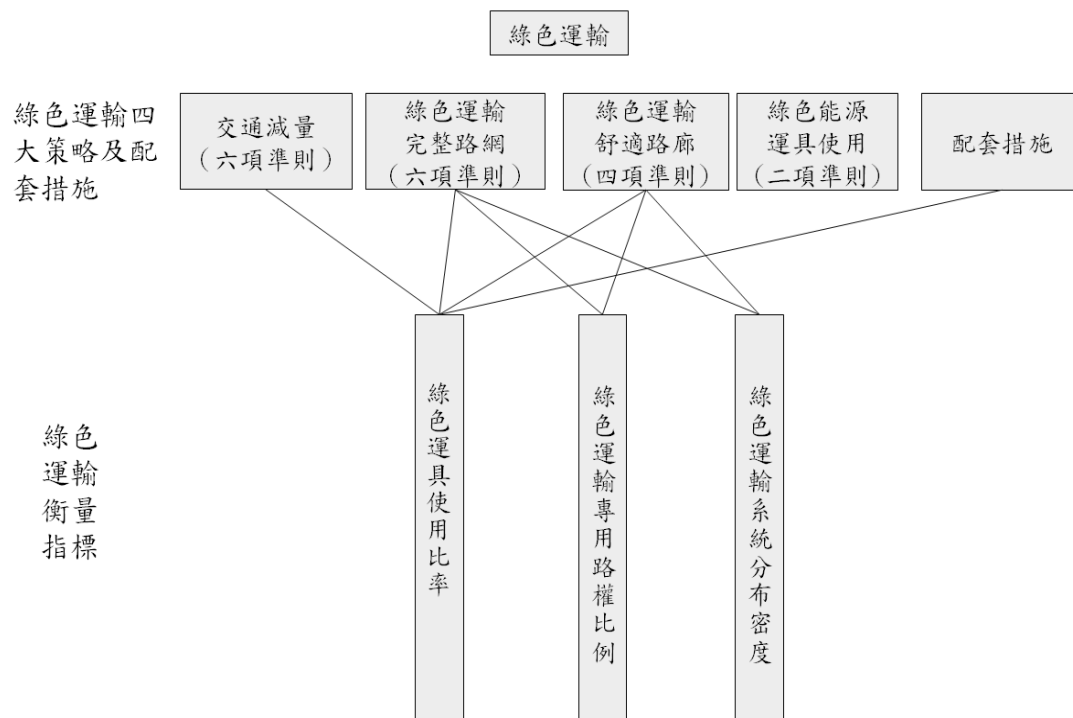 綠色運輸
綠色運輸四
大策略及配
套措施
交通減量
（六項準則）
綠色運輸
完整路網
（六項準則）
綠色運輸
舒適路廊
（四項準則）
綠色能源
運具使用
（二項準則）
配套措施
綠色
運輸
衡量
指標
綠色運具使用比率
綠色運輸專用路權比例
綠色運輸系統分布密度